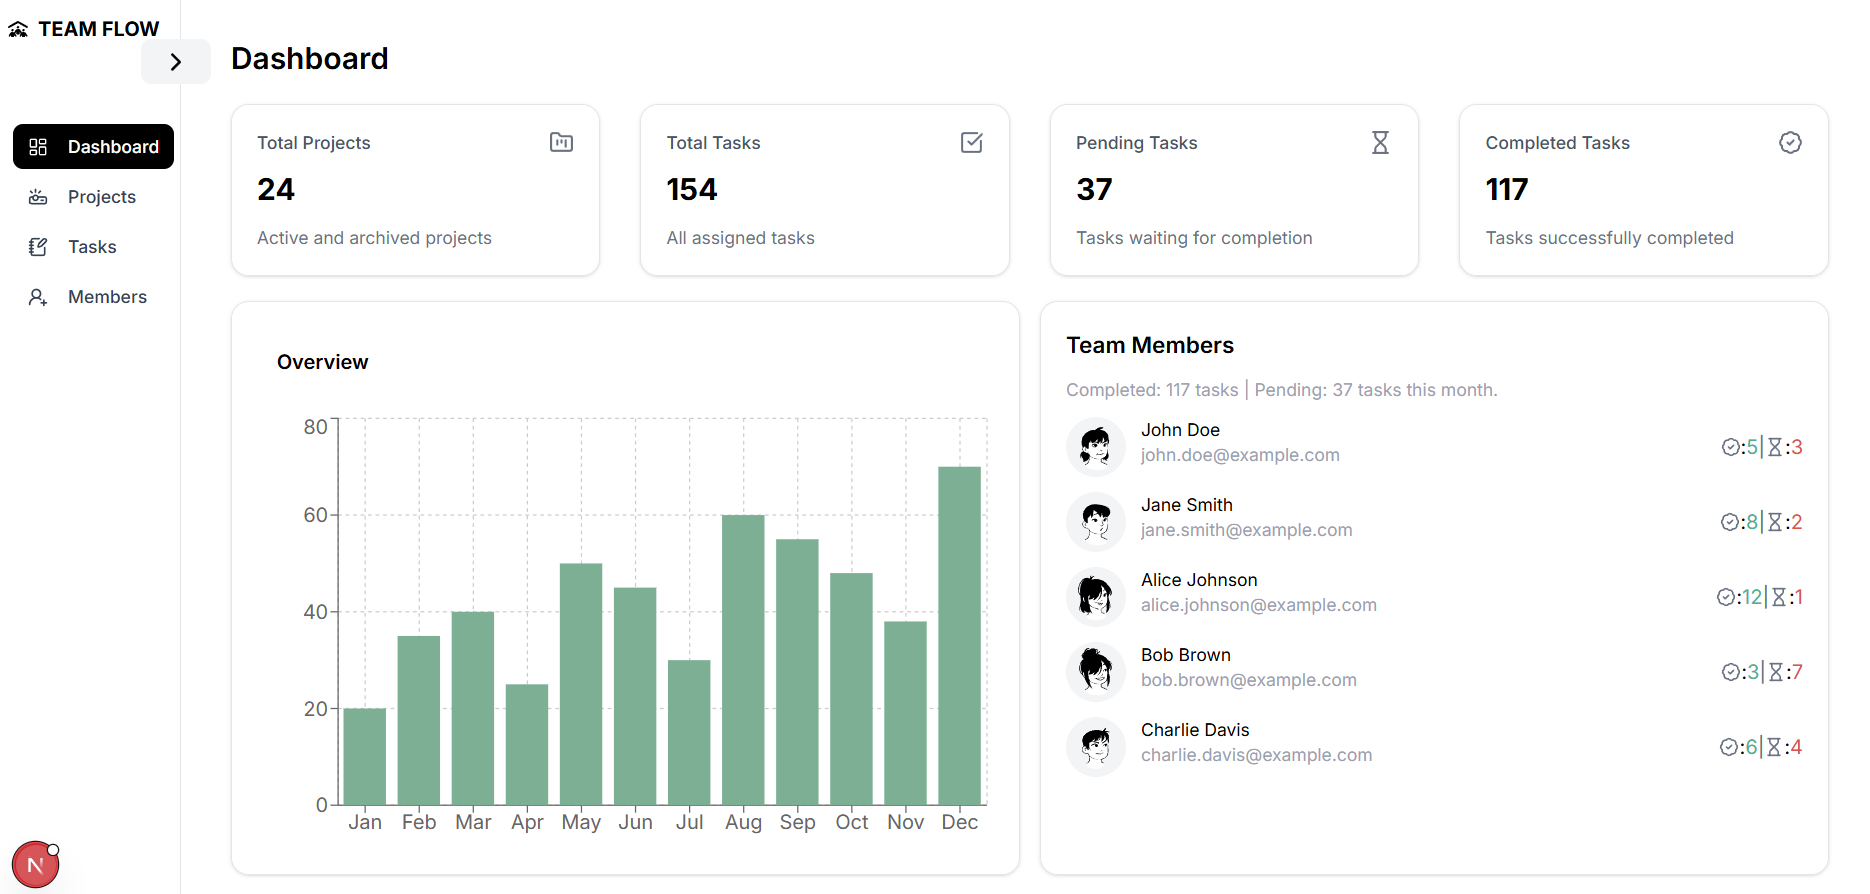 TEAM FLOW
Dashboard
Dashboard
Projects
Tasks
Members
Total Projects
24
Active and archived projects
Total Tasks
154
All assigned tasks
Pending Tasks
37
Tasks waiting for completion
Completed Tasks
117
Tasks successfully completed
Overview
80
60
40
20
0
Jan Feb Mar Apr May Jun Jul Aug Sep Oct Nov Dec
Team Members
Completed: 117 tasks | Pending: 37 tasks this month.
John Doe
john.doe@example.com
:5| :3
Jane Smith
jane.smith@example.com
:8| :2
Alice Johnson
alice.johnson@example.com
:12| :1
Bob Brown
bob.brown@example.com
:3| :7
Charlie Davis
charlie.davis@example.com
:6| :4
N